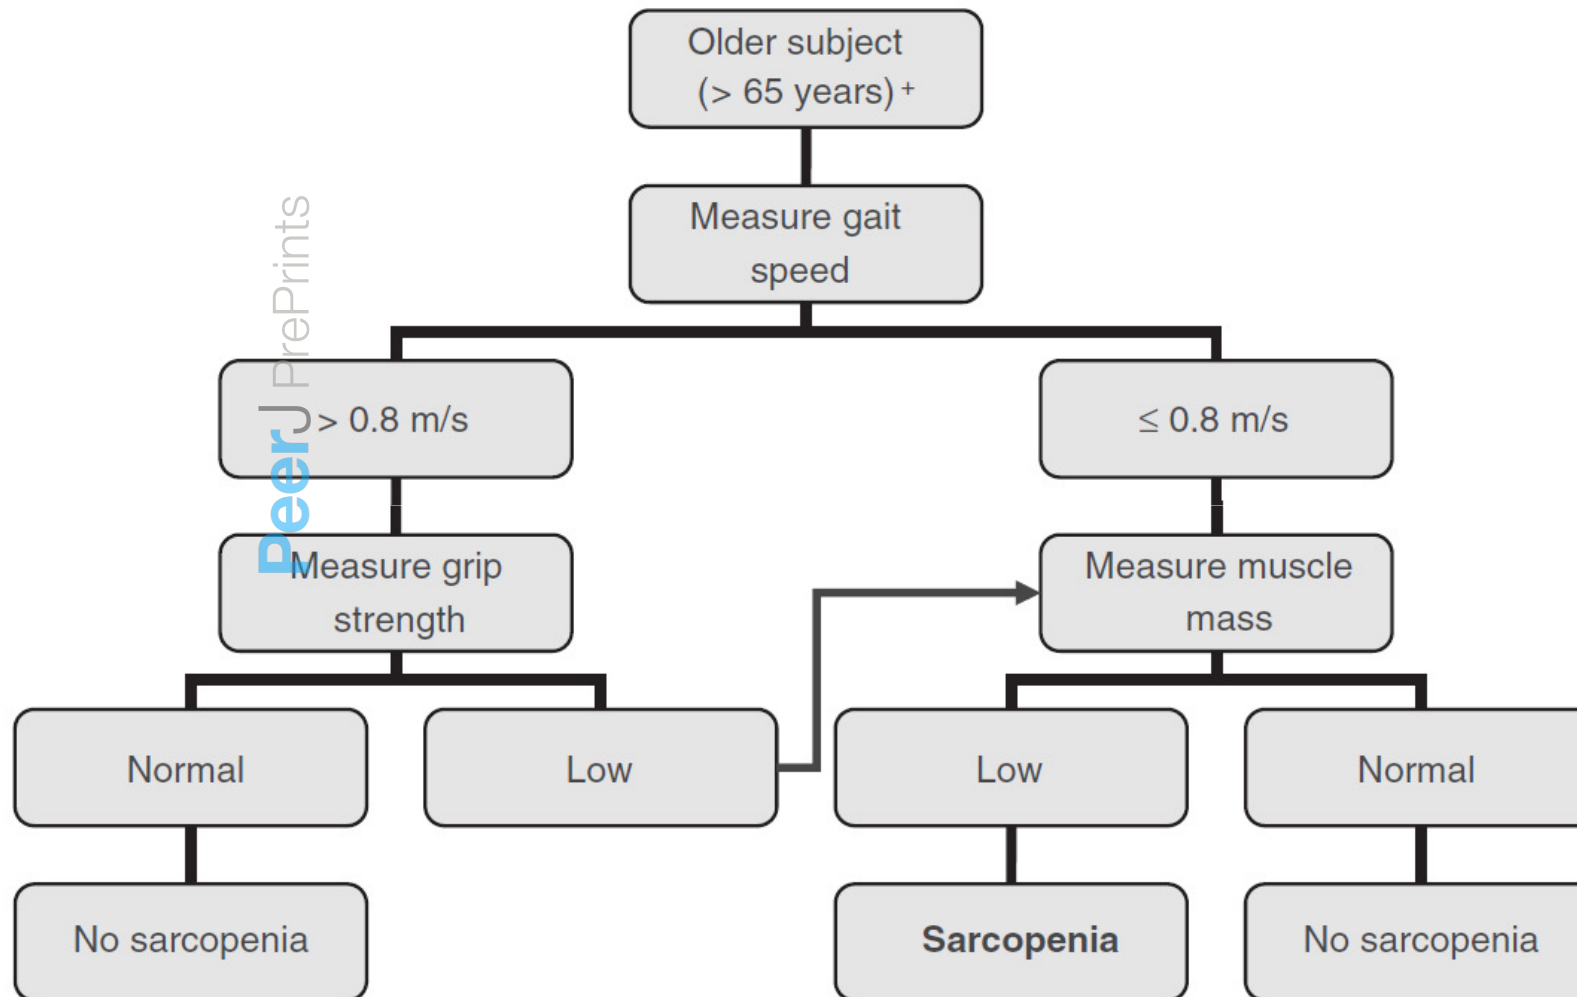 Older subject
(> 65 years) +
Measure gait
speed
> 0.8 m/s
≤ 0.8 m/s
Measure grip
strength
Measure muscle
mass
Normal
Low
Low
Normal
No sarcopenia
Sarcopenia
No sarcopenia
PeerJ PrePrints